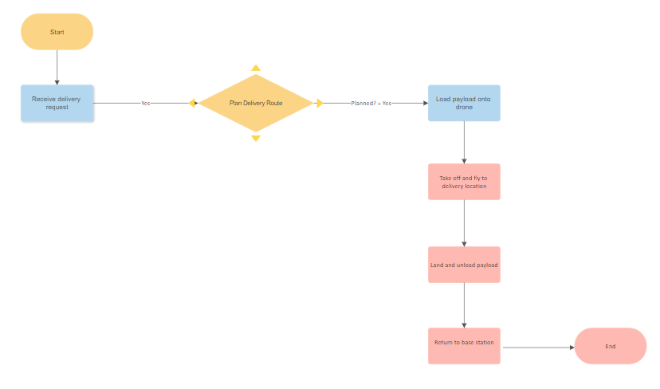 Start
Receive delivery
request
Yes
Plan Delivery Route
Planned? = Yes
Load payload onto
drone
Take off and fly to
delivery location
Land and unload payload
Return to base station
End